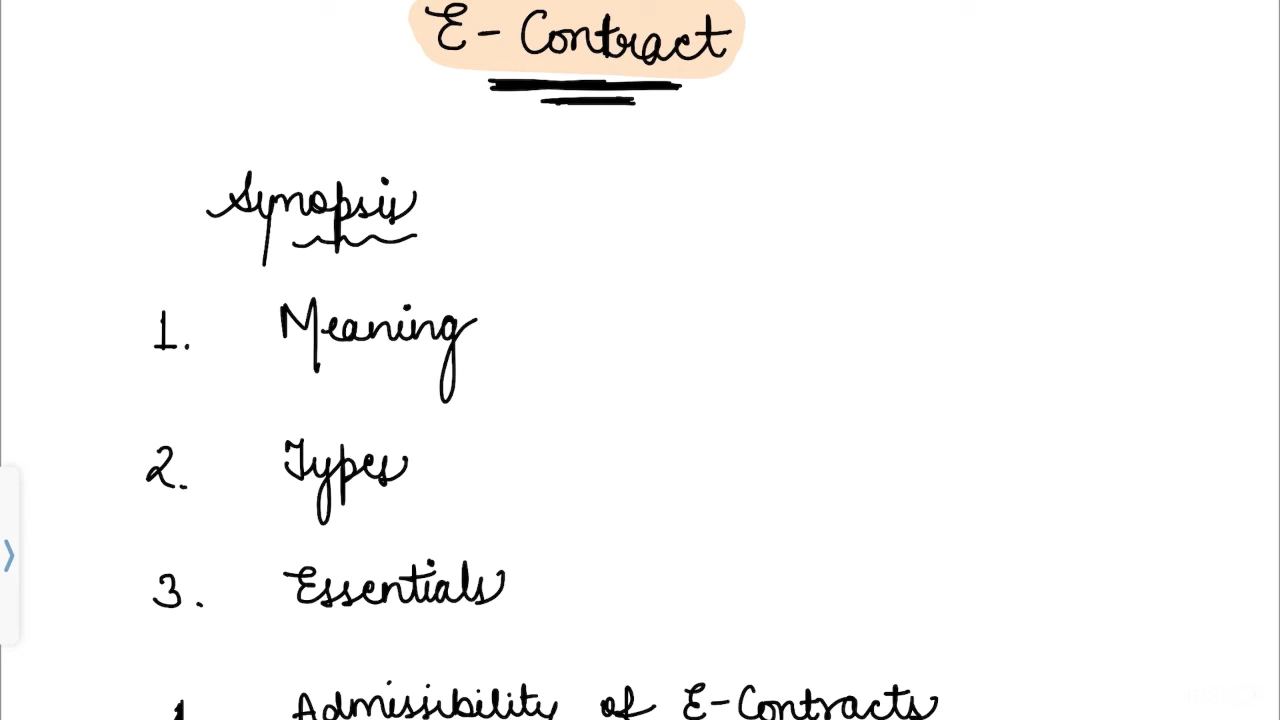 E - Contract
Synopsis
1. Meaning
2. Types
3. Essentials
Admissibility of E-Contracts